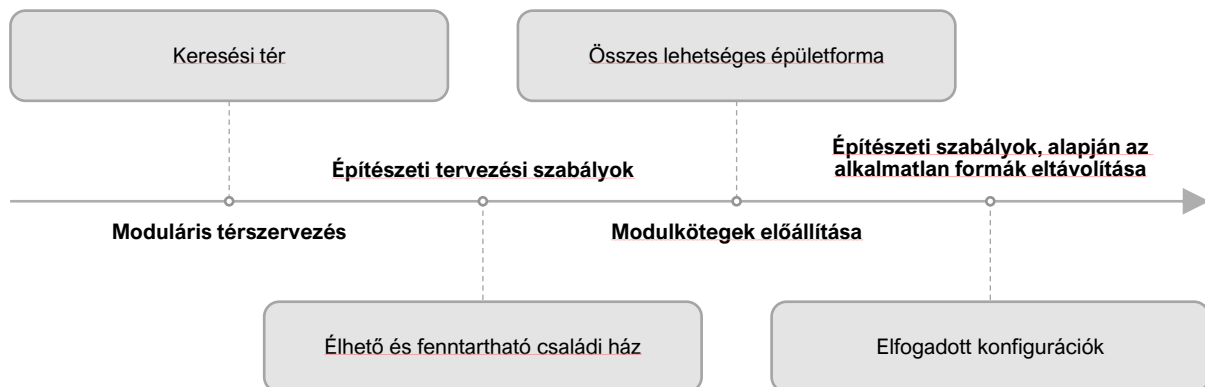 Keresési tér
Összes lehetséges épületforma
Építészeti tervezési szabályok
Építészeti szabályok, alapján az
alkalmatlan formák eltávolítása
Moduláris térszervezés
Modulkötegek előállítása
Élhető és fenntartható családi ház
Elfogadott konfigurációk